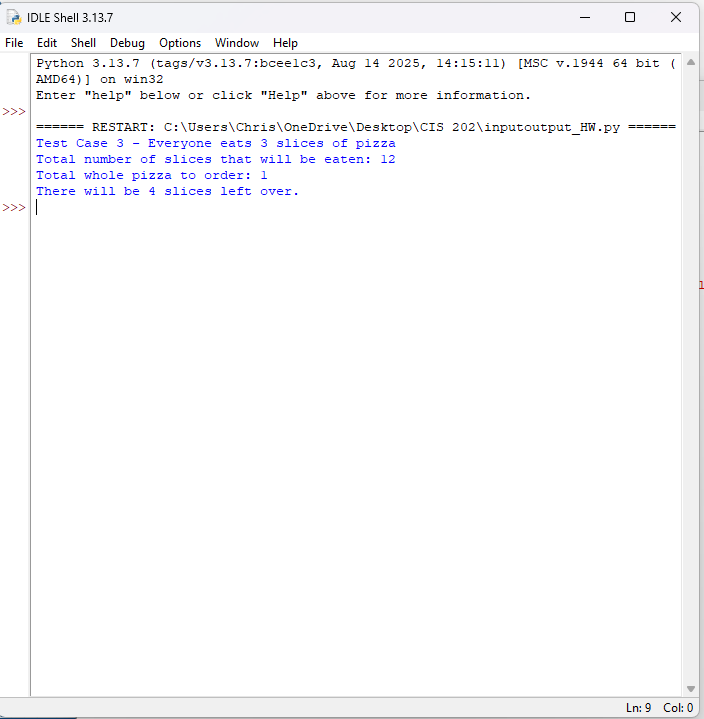 IDLE Shell 3.13.7
File Edit Shell Debug Options Window Help
Python 3.13.7 (tags/v3.13.7:bcee1c3, Aug 14 2025, 14:15:11) [MSC v.1944 64 bit (
AMD64)] on win32
Enter "help" below or click "Help" above for more information.
>>>
====== RESTART: C:\Users\Chris\OneDrive\Desktop\CIS 202\inputoutput_HW.py ======
Test Case 3 - Everyone eats 3 slices of pizza
Total number of slices that will be eaten: 12
Total whole pizza to order: 1
There will be 4 slices left over.
>>>
Ln: 9 Col: 0